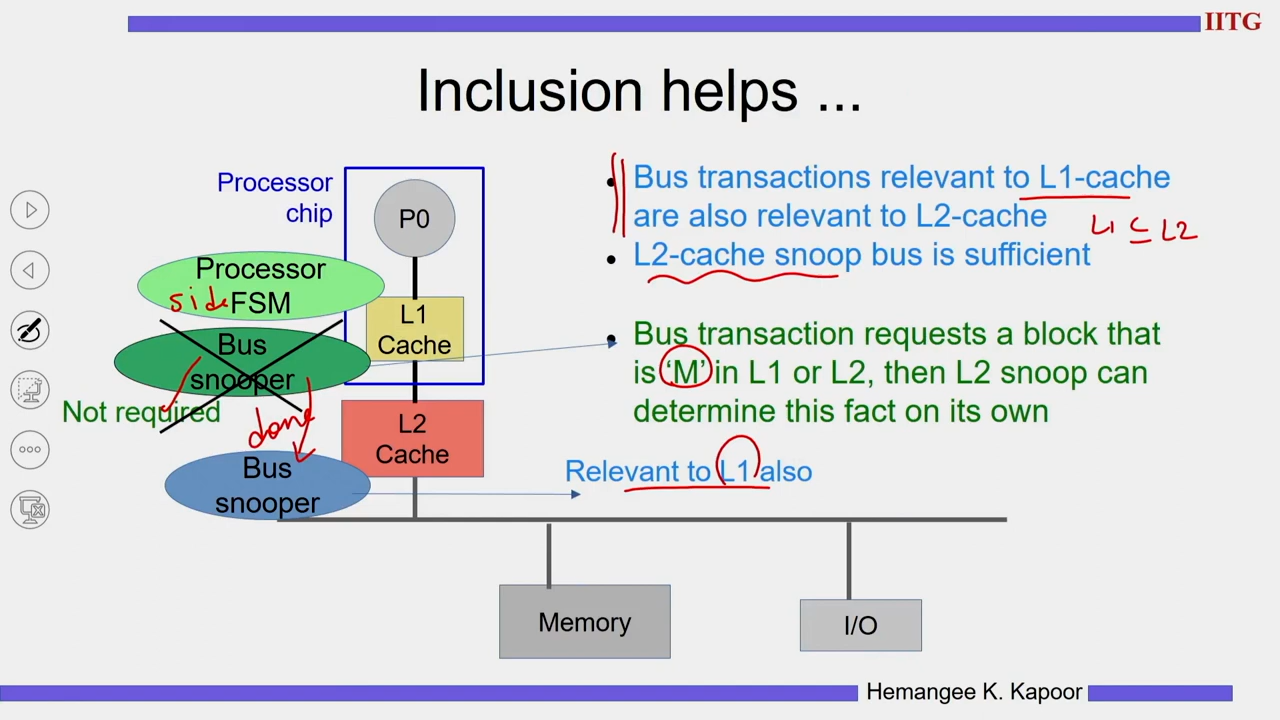 IITG
Inclusion helps ...
Processor
chip
P0
Processor
side FSM
L1
Cache
Bus
snooper
Not required
done
L2
Cache
Bus
snooper
• Bus transactions relevant to L1-cache
are also relevant to L2-cache
L1 ⊆ L2
• L2-cache snoop bus is sufficient
• Bus transaction requests a block that
is 'M' in L1 or L2, then L2 snoop can
determine this fact on its own
Relevant to L1 also
Memory
I/O
Hemangee K. Kapoor